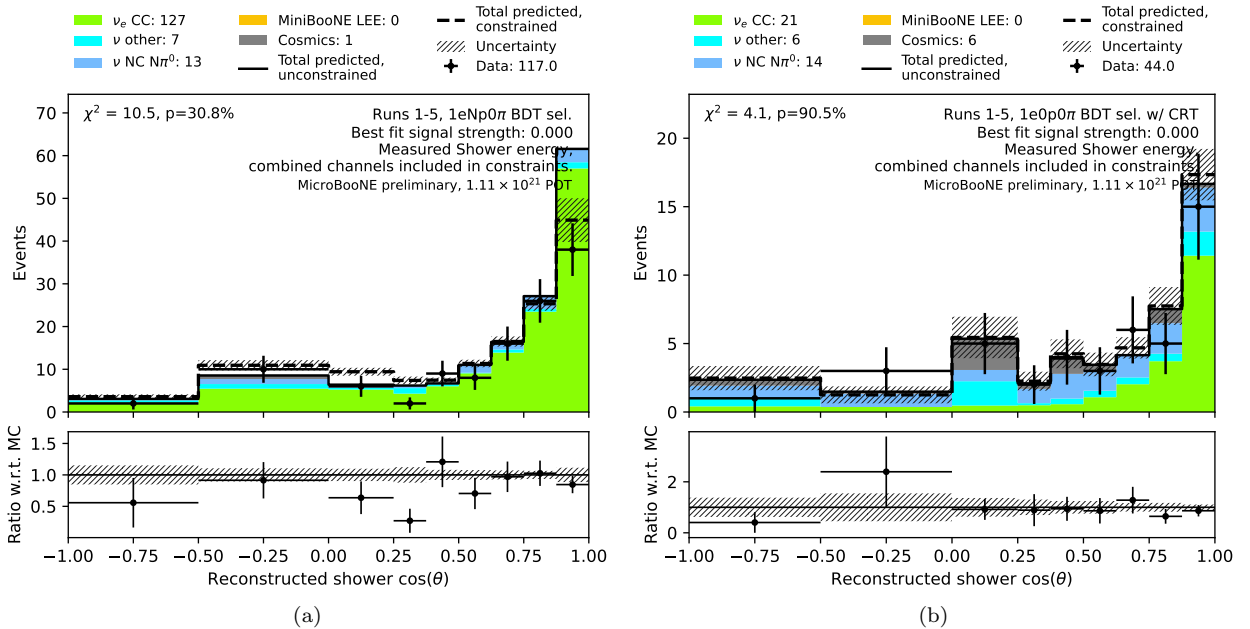 ν_e CC: 127
ν other: 7
ν NC Nπ⁰: 13
MiniBooNE LEE: 0
Cosmics: 1
Total predicted,
unconstrained
Total predicted,
constrained
Uncertainty
Data: 117.0
χ² = 10.5, p=30.8%
Runs 1-5, 1eNp0π BDT sel.
Best fit signal strength: 0.000
Measured Shower energy,
combined channels included in constraints.
MicroBooNE preliminary, 1.11 × 10²¹ POT
Events
70
60
50
40
30
20
10
0
Ratio w.r.t. MC
1.5
1.0
0.5
−1.00 −0.75 −0.50 −0.25 0.00 0.25 0.50 0.75 1.00
Reconstructed shower cos(θ)
(a)
ν_e CC: 21
ν other: 6
ν NC Nπ⁰: 14
MiniBooNE LEE: 0
Cosmics: 6
Total predicted,
unconstrained
Total predicted,
constrained
Uncertainty
Data: 44.0
χ² = 4.1, p=90.5%
Runs 1-5, 1e0p0π BDT sel. w/ CRT
Best fit signal strength: 0.000
Measured Shower energy,
combined channels included in constraints.
MicroBooNE preliminary, 1.11 × 10²¹ POT
Events
20
15
10
5
0
Ratio w.r.t. MC
2
0
−1.00 −0.75 −0.50 −0.25 0.00 0.25 0.50 0.75 1.00
Reconstructed shower cos(θ)
(b)